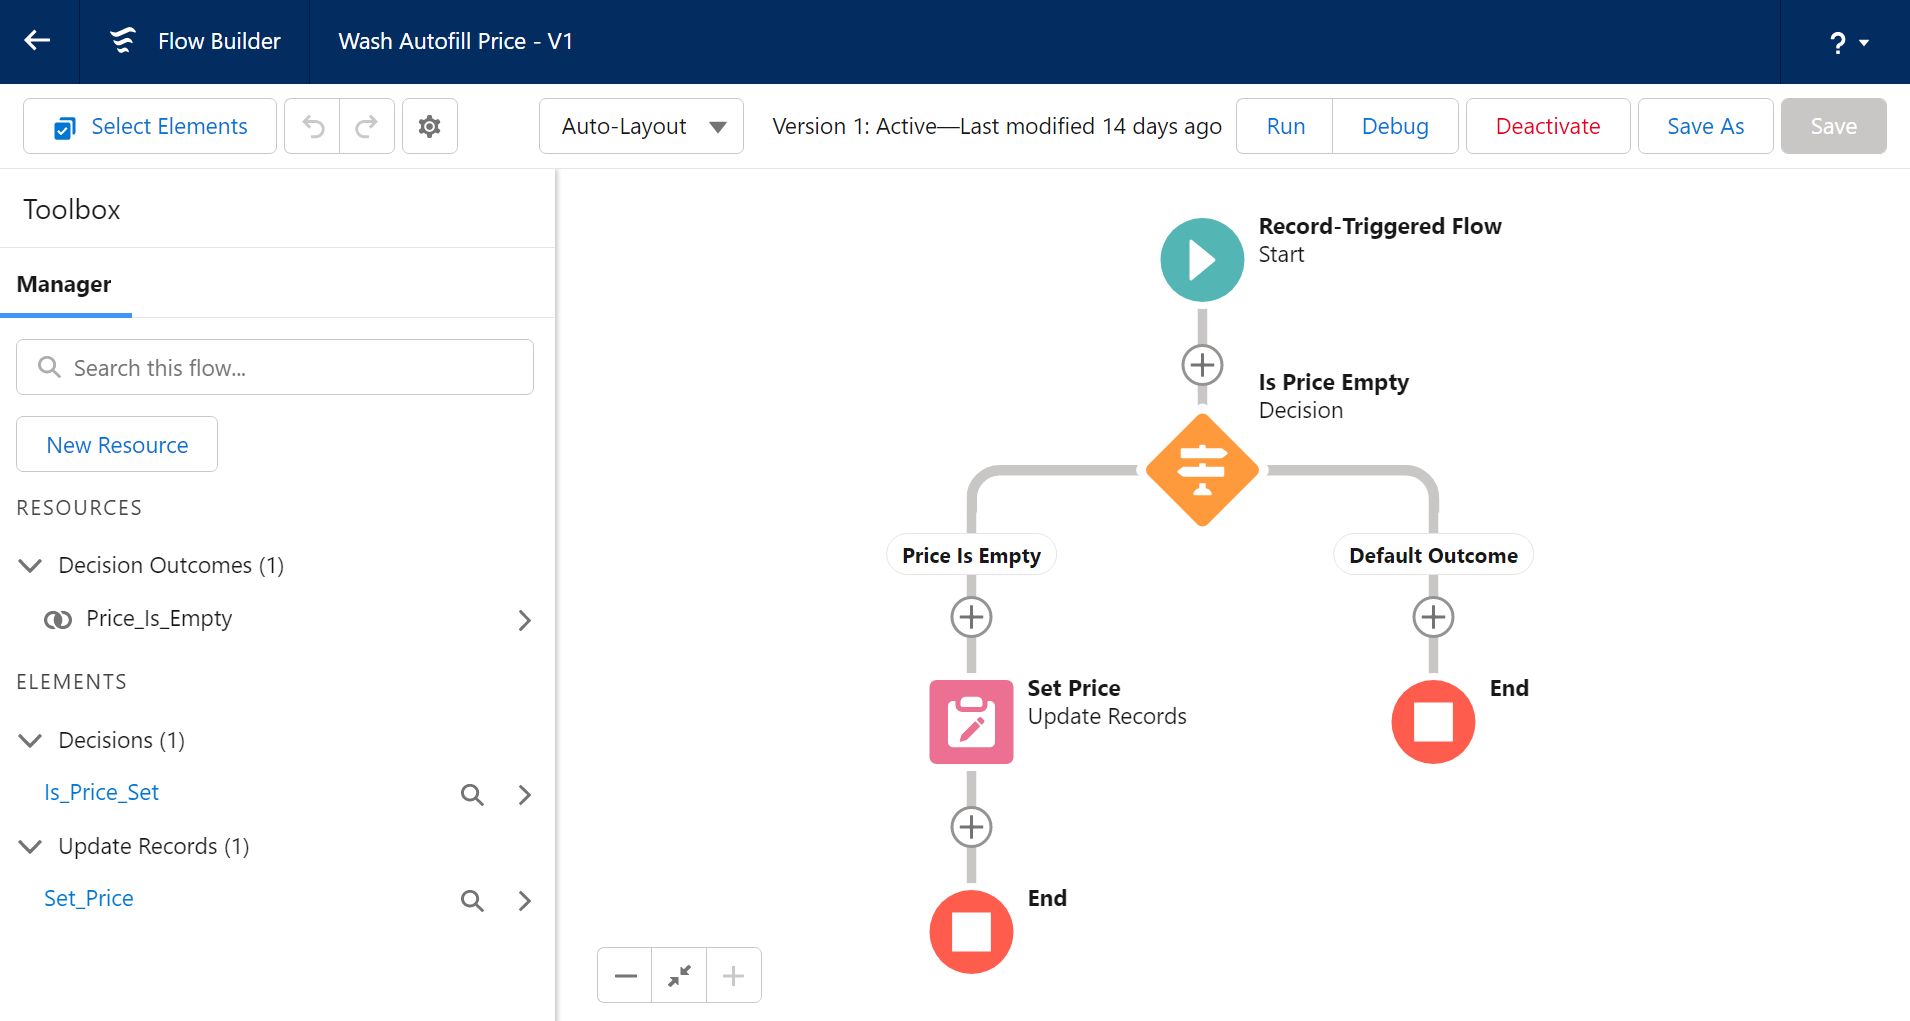 Flow Builder
Wash Autofill Price - V1
?
Select Elements
Auto-Layout
Version 1: Active—Last modified 14 days ago
Run
Debug
Deactivate
Save As
Save
Toolbox
Manager
Search this flow...
New Resource
RESOURCES
Decision Outcomes (1)
Price_Is_Empty
ELEMENTS
Decisions (1)
Is_Price_Set
Update Records (1)
Set_Price
Record-Triggered Flow
Start
Is Price Empty
Decision
Price Is Empty
Default Outcome
Set Price
Update Records
End
End